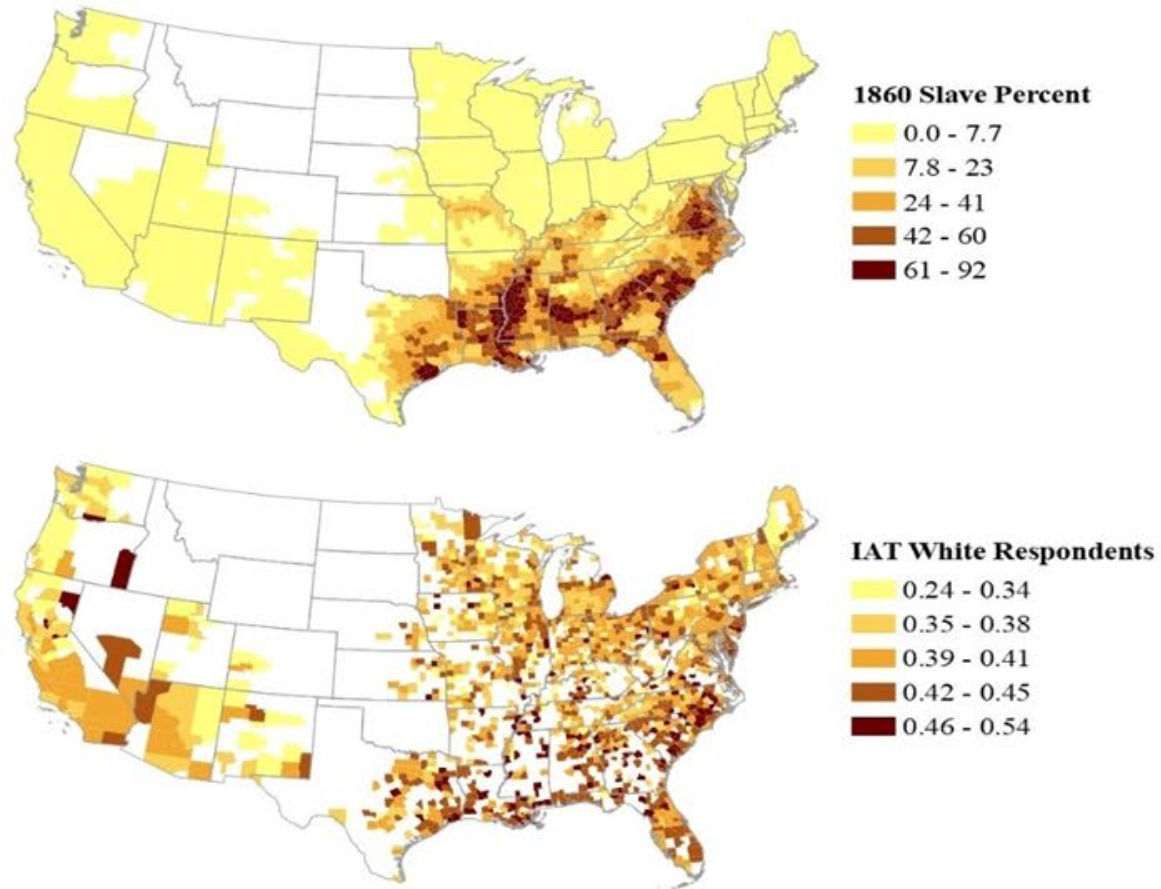 1860 Slave Percent
0.0 - 7.7
7.8 - 23
24 - 41
42 - 60
61 - 92
IAT White Respondents
0.24 - 0.34
0.35 - 0.38
0.39 - 0.41
0.42 - 0.45
0.46 - 0.54